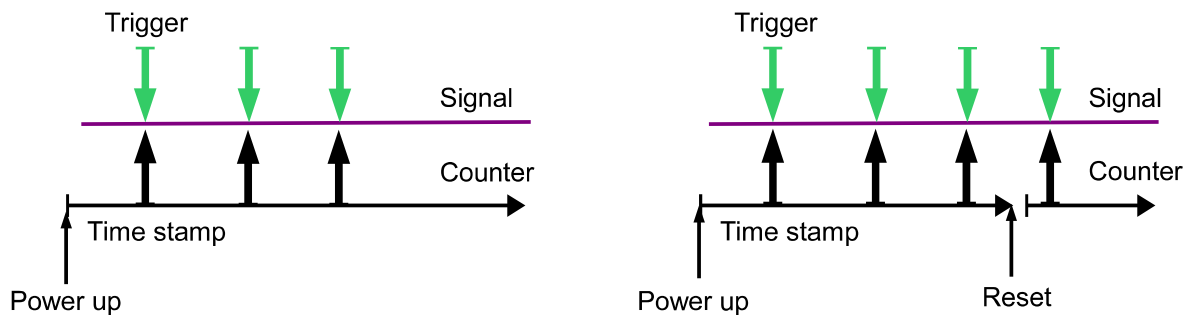 Trigger
Signal
Counter
Time stamp
Power up
Trigger
Signal
Counter
Time stamp
Power up
Reset